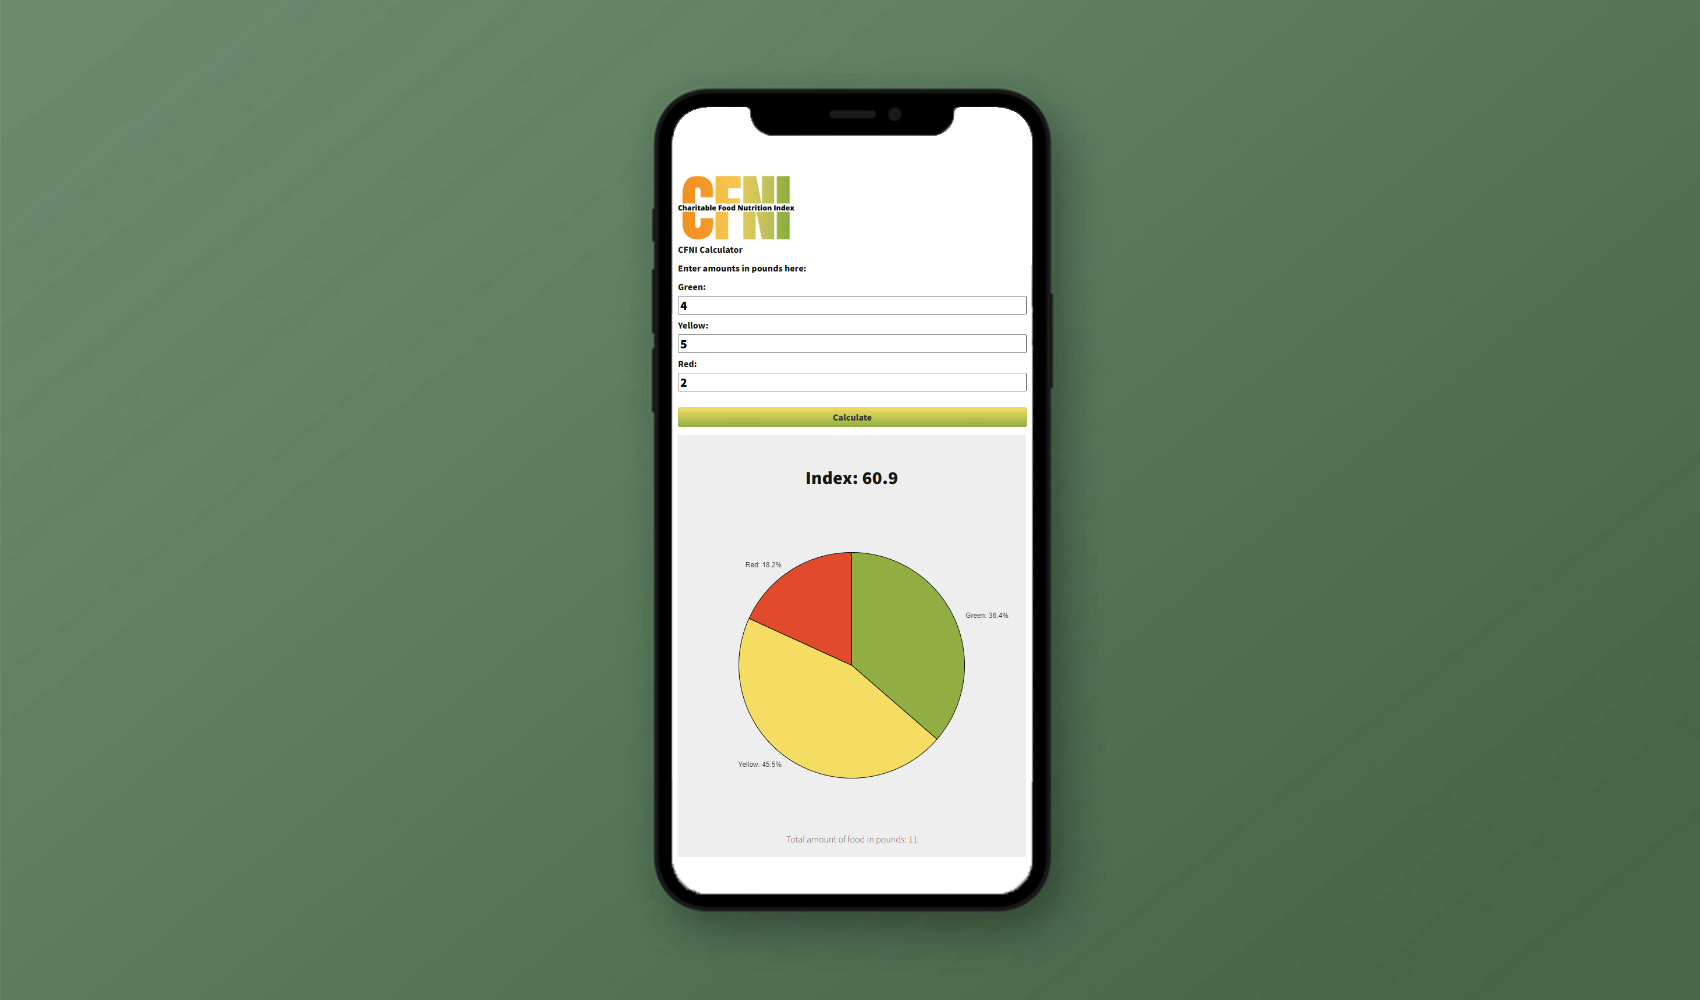 CFNI
Charitable Food Nutrition Index
CFNI Calculator
Enter amounts in pounds here:
Green:
4
Yellow:
5
Red:
2
Calculate
Index: 60.9
Red: 18.2%
Green: 36.4%
Yellow: 45.5%
Total amount of food in pounds: 11